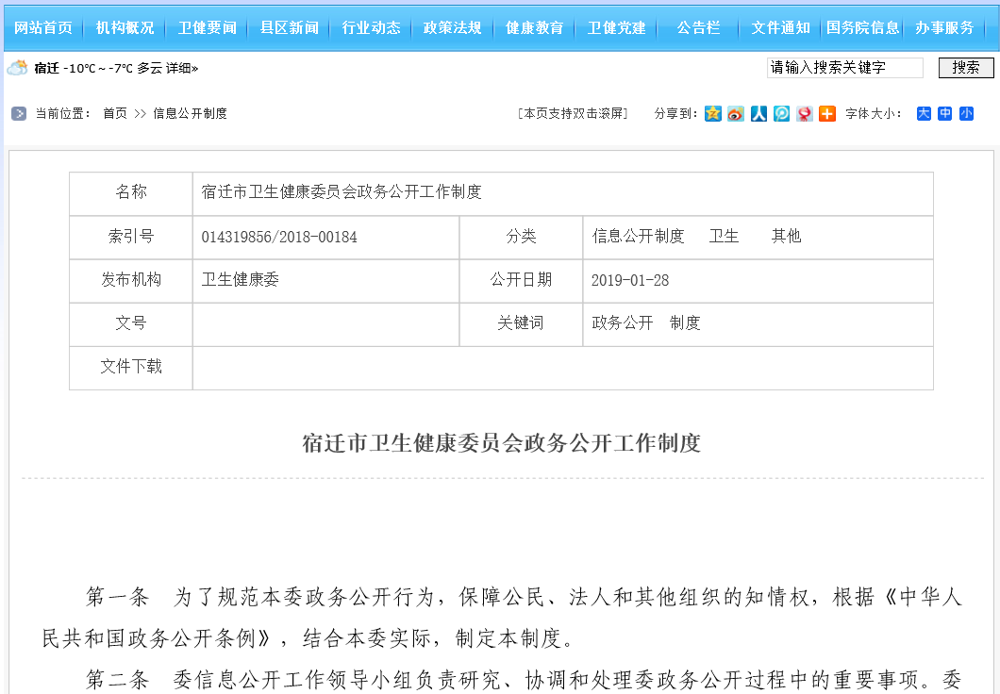 网站首页 机构概况 卫健要闻 县区新闻 行业动态 政策法规 健康教育 卫健党建 公告栏 文件通知 国务院信息 办事服务
宿迁 -10℃ ~ -7℃ 多云 详细» 请输入搜索关键字 搜索
当前位置： 首页 >> 信息公开制度 [本页支持双击滚屏] 分享到： 字体大小： 大 中 小
名称 宿迁市卫生健康委员会政务公开工作制度
索引号 014319856/2018-00184 分类 信息公开制度 卫生 其他
发布机构 卫生健康委 公开日期 2019-01-28
文号 关键词 政务公开 制度
文件下载
宿迁市卫生健康委员会政务公开工作制度
第一条 为了规范本委政务公开行为，保障公民、法人和其他组织的知情权，根据《中华人
民共和国政务公开条例》，结合本委实际，制定本制度。
第二条 委信息公开工作领导小组负责研究、协调和处理委政务公开过程中的重要事项。委